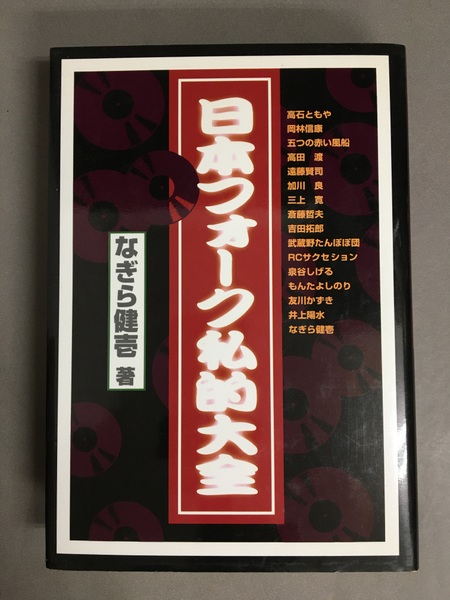 日本フォーク私的大全
高石ともや
岡林信康
五つの赤い風船
高田 渡
遠藤賢司
加川 良
三上 寛
斎藤哲夫
吉田拓郎
武蔵野たんぽぽ団
RCサクセション
泉谷しげる
もんたよしのり
友川かずき
井上陽水
なぎら健壱
なぎら健壱 著